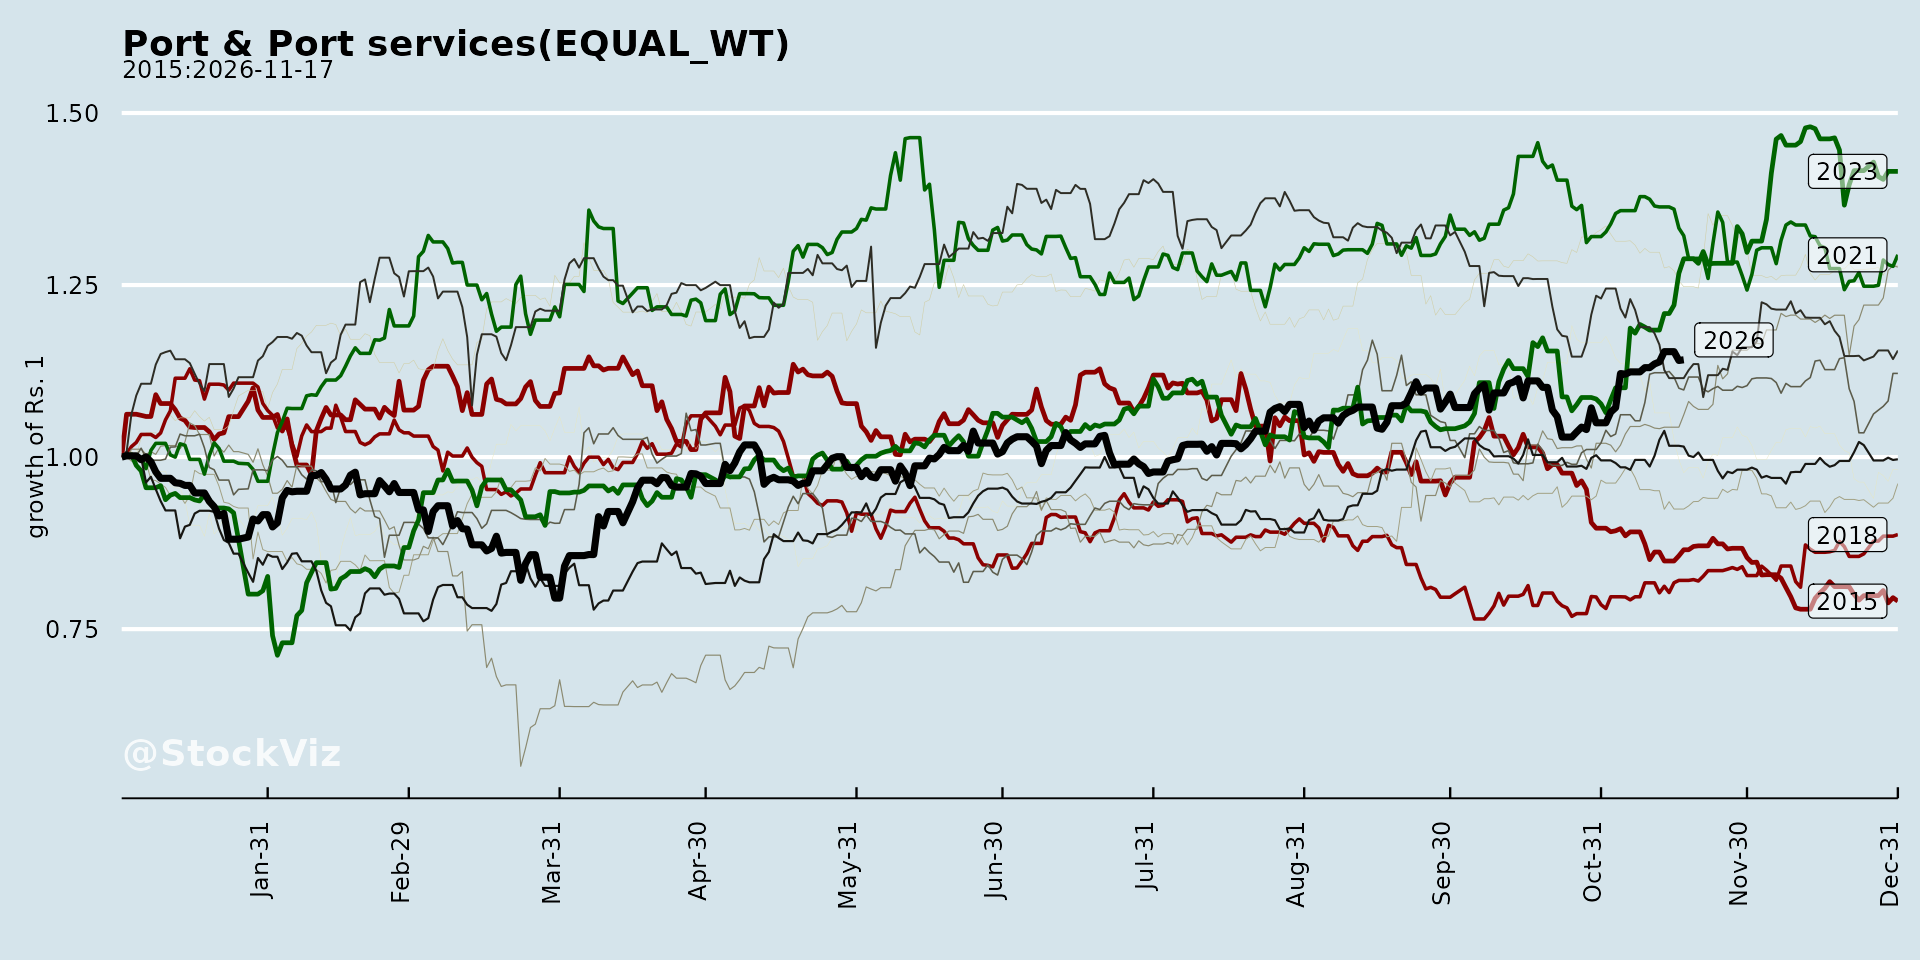 Port & Port services(EQUAL_WT)
2015:2026-11-17
growth of Rs. 1
1.50
1.25
1.00
0.75
2023
2021
2026
2018
2015
@StockViz
Jan-31
Feb-29
Mar-31
Apr-30
May-31
Jun-30
Jul-31
Aug-31
Sep-30
Oct-31
Nov-30
Dec-31